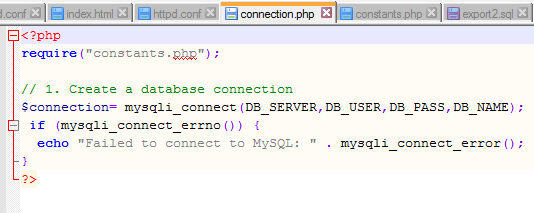 d.conf index.html httpd.conf connection.php constants.php export2.sql
<?php
require("constants.php");
// 1. Create a database connection
$connection= mysqli_connect(DB_SERVER,DB_USER,DB_PASS,DB_NAME);
if (mysqli_connect_errno()) {
echo "Failed to connect to MySQL: " . mysqli_connect_error();
}
?>